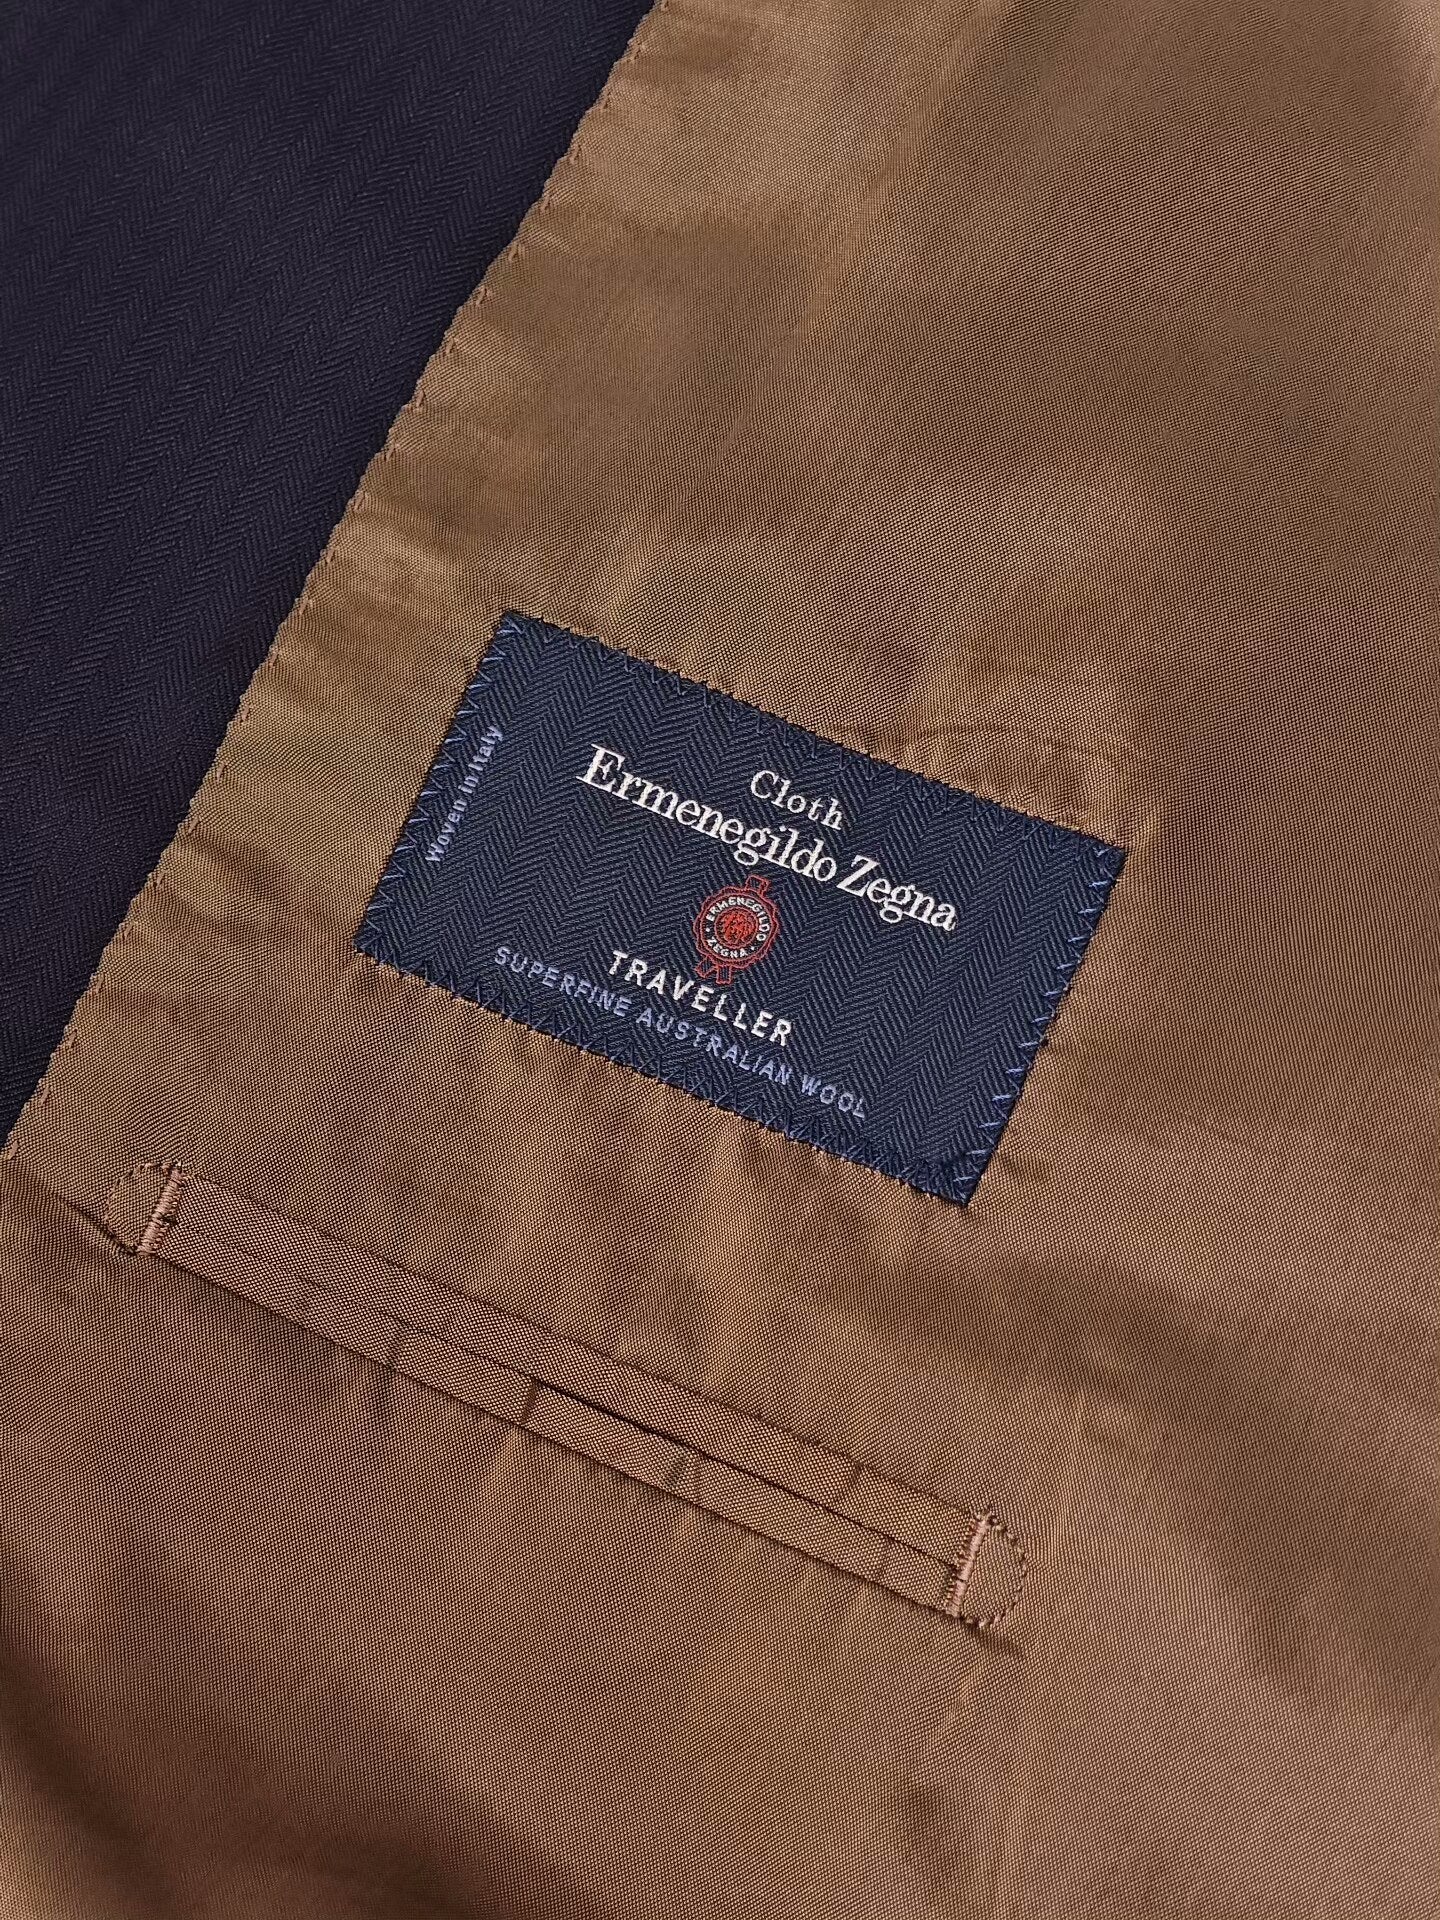 Woven in Italy
Cloth
Ermenegildo Zegna
ERMENEGILDO
ZEGNA
TRAVELLER
SUPERFINE AUSTRALIAN WOOL